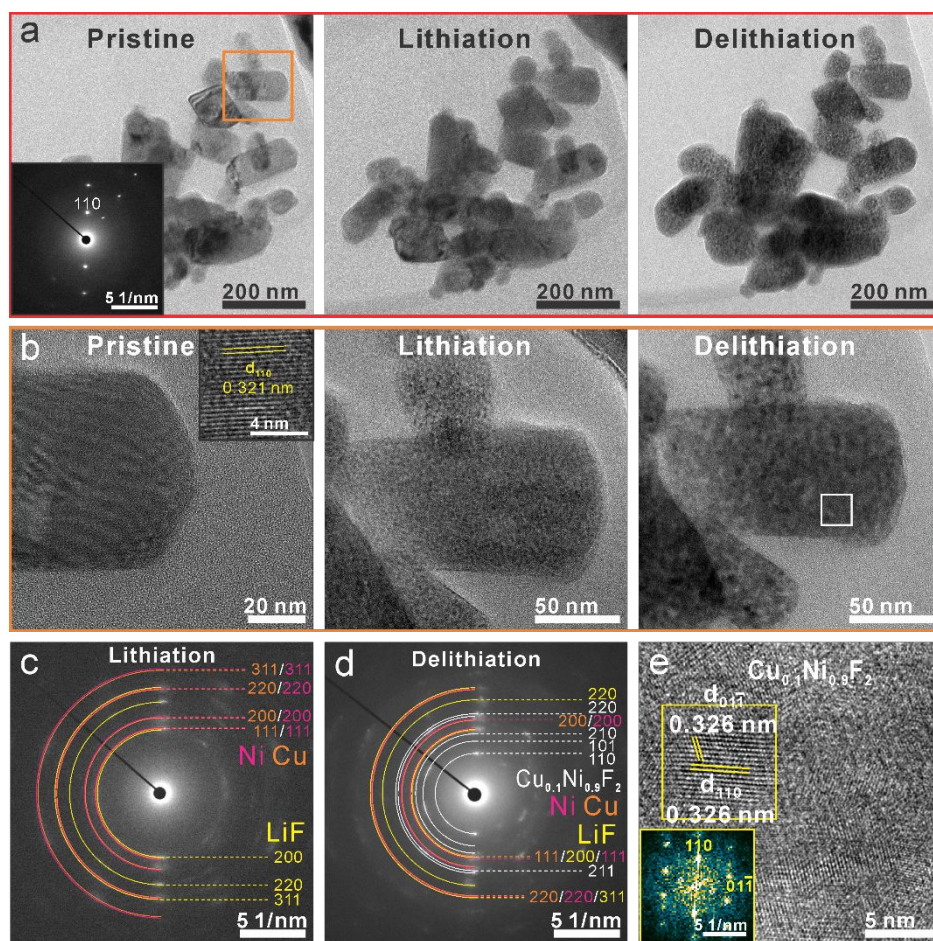 a
Pristine
Lithiation
Delithiation
110
5 1/nm
200 nm
200 nm
200 nm
b
Pristine
Lithiation
Delithiation
d₁₁₀
0.321 nm
4 nm
20 nm
50 nm
50 nm
c
Lithiation
311/311
220/220
200/200
111/111
Ni Cu
LiF
200
220
311
5 1/nm
d
Delithiation
220
220
200/200
210
101
110
Cu₀.₁Ni₀.₉F₂
Ni Cu
LiF
111/200/111
211
220/220/311
5 1/nm
e
Cu₀.₁Ni₀.₉F₂
d₀₁₁̄
0.326 nm
d₁₁₀
0.326 nm
110
011̄
5 1/nm
5 nm